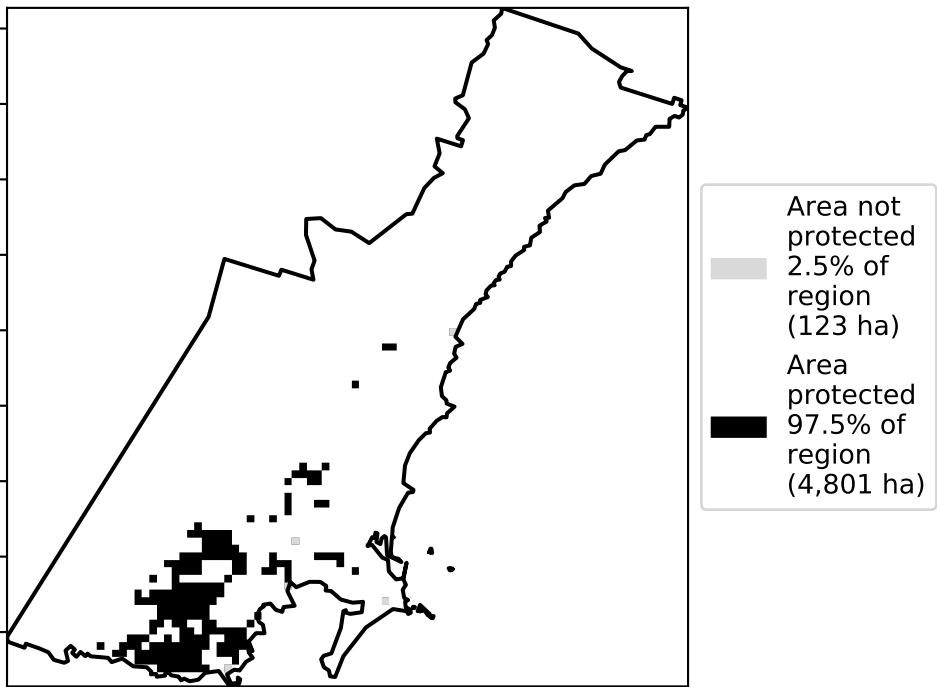 Area not
protected
2.5% of
region
(123 ha)
Area
protected
97.5% of
region
(4,801 ha)